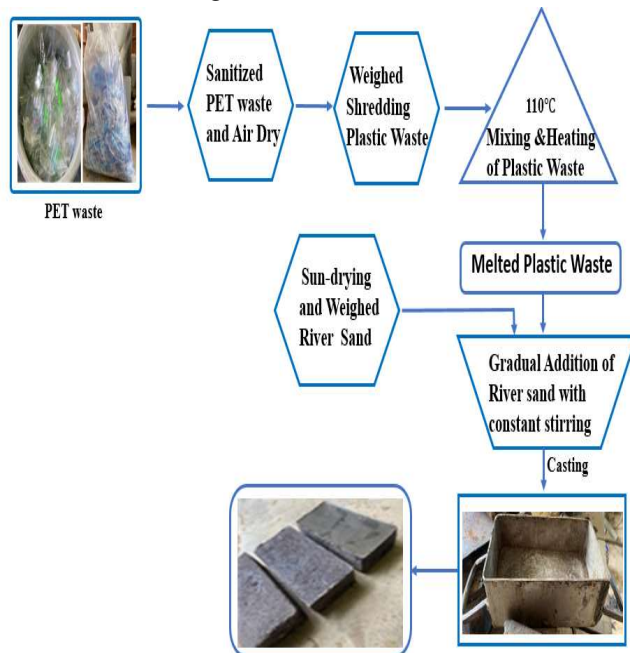 PET waste
Sanitized
PET waste
and Air Dry
Weighed
Shredding
Plastic Waste
110°C
Mixing &Heating
of Plastic Waste
Melted Plastic Waste
Sun-drying
and Weighed
River Sand
Gradual Addition of
River sand with
constant stirring
Casting